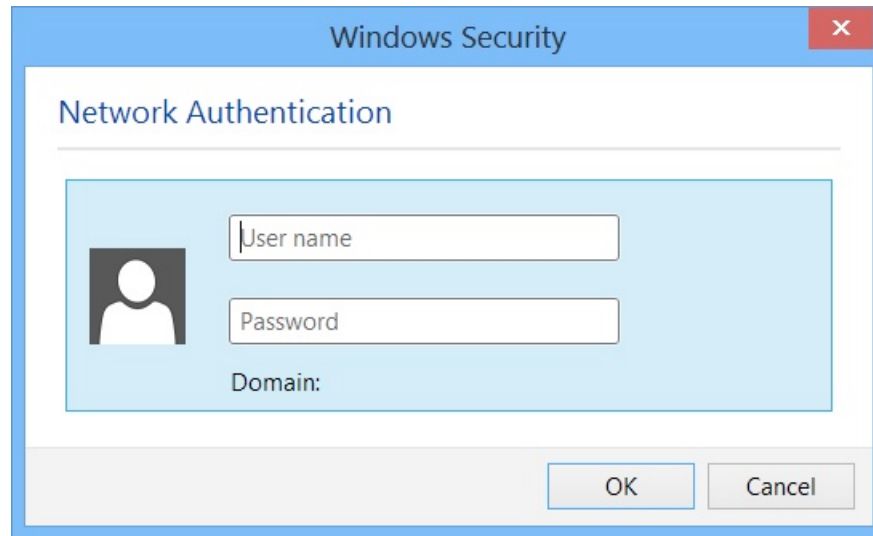 Windows Security
Network Authentication
User name
Password
Domain:
OK Cancel